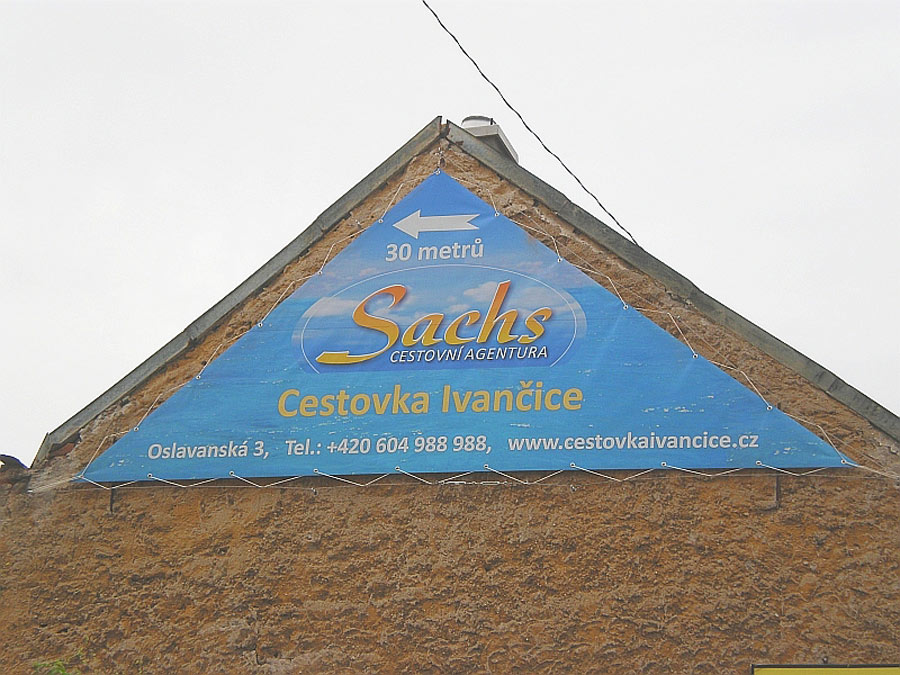 30 metrů
Sachs
CESTOVNÍ AGENTURA
Cestovka Ivančice
Oslavanská 3, Tel.: +420 604 988 988, www.cestovkaivancice.cz